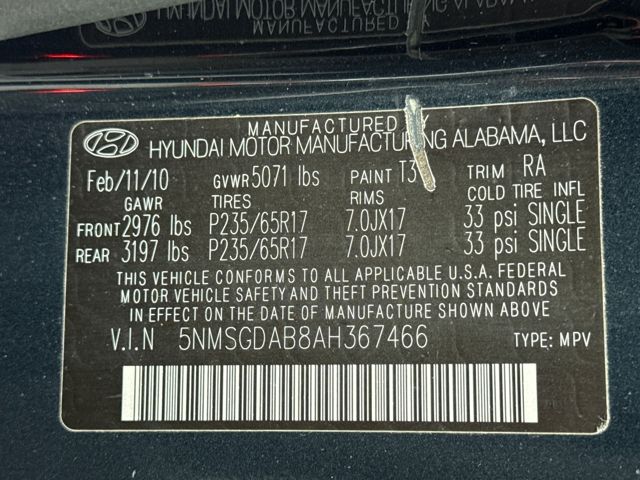 MANUFACTURED BY
HYUNDAI MOTOR MANUFACTURING ALABAMA, LLC
Feb/11/10 GVWR 5071 lbs PAINT T3 TRIM RA
GAWR TIRES RIMS COLD TIRE INFL
FRONT 2976 lbs P235/65R17 7.0JX17 33 psi SINGLE
REAR 3197 lbs P235/65R17 7.0JX17 33 psi SINGLE
THIS VEHICLE CONFORMS TO ALL APPLICABLE U.S.A. FEDERAL
MOTOR VEHICLE SAFETY AND BUMPER STANDARDS
IN EFFECT ON THE DATE OF MANUFACTURE SHOWN ABOVE
V.I.N 5NMSGDAB8AH367466 TYPE: MPV